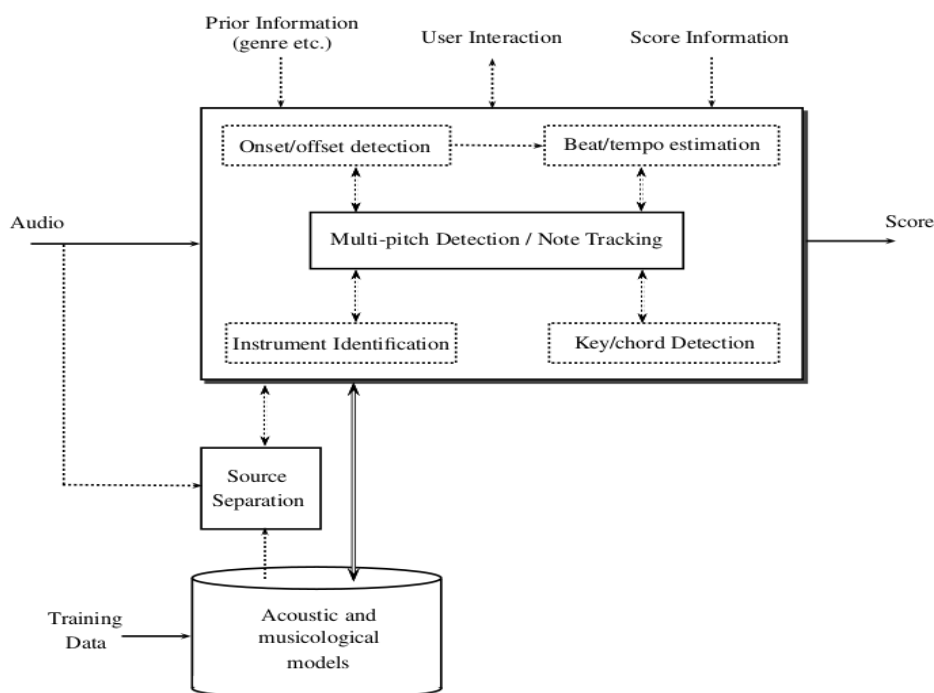 Prior Information
(genre etc.)
User Interaction
Score Information
Onset/offset detection
Beat/tempo estimation
Audio
Multi-pitch Detection / Note Tracking
Score
Instrument Identification
Key/chord Detection
Source
Separation
Training
Data
Acoustic and
musicological
models